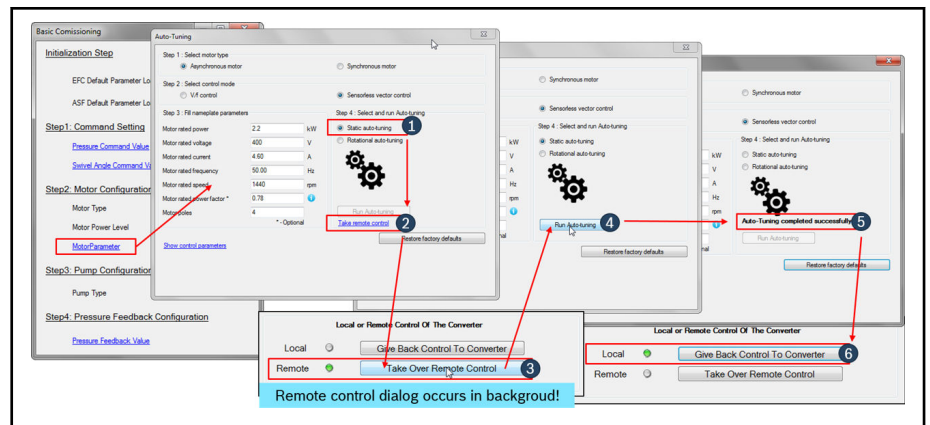 Basic Comissioning
Initialization Step
EFC Default Parameter Lo
ASF Default Parameter Lo
Step1: Command Setting
Pressure Command Value
Swivel Angle Command Va
Step2: Motor Configuration
Motor Type
Motor Power Level
MotorParameter
Step3: Pump Configuration
Pump Type
Step4: Pressure Feedback Configuration
Pressure Feedback Value
Auto-Tuning
Step 1 : Select motor type
Asynchronous motor
Synchronous motor
Step 2 : Select control mode
V/f control
Sensorless vector control
Step 3 : Fill nameplate parameters
Step 4 : Select and run Auto-tuning
Motor rated power 2.2 kW
Motor rated voltage 400 V
Motor rated current 4.60 A
Motor rated frequency 50.00 Hz
Motor rated speed 1440 rpm
Motor rated power factor * 0.78
Motor poles 4
* - Optional
Static auto-tuning 1
Rotational auto-tuning
Run Auto-tuning
Take remote control 2
Restore factory defaults
Show control parameters
Synchronous motor
Sensorless vector control
Step 4 : Select and run Auto-tuning
kW
Static auto-tuning
V
Rotational auto-tuning
A
Hz
rpm
Run Auto-tuning 4
nal
Restore factory defaults
Synchronous motor
Sensorless vector control
Step 4 : Select and run Auto-tuning
kW
Static auto-tuning
V
Rotational auto-tuning
A
Hz
rpm
Auto-Tuning completed successfully 5
Run Auto-tuning
nal
Restore factory defaults
Local or Remote Control Of The Converter
Local Give Back Control To Converter
Remote Take Over Remote Control 3
Remote control dialog occurs in backgroud!
Local or Remote Control Of The Converter
Local Give Back Control To Converter 6
Remote Take Over Remote Control